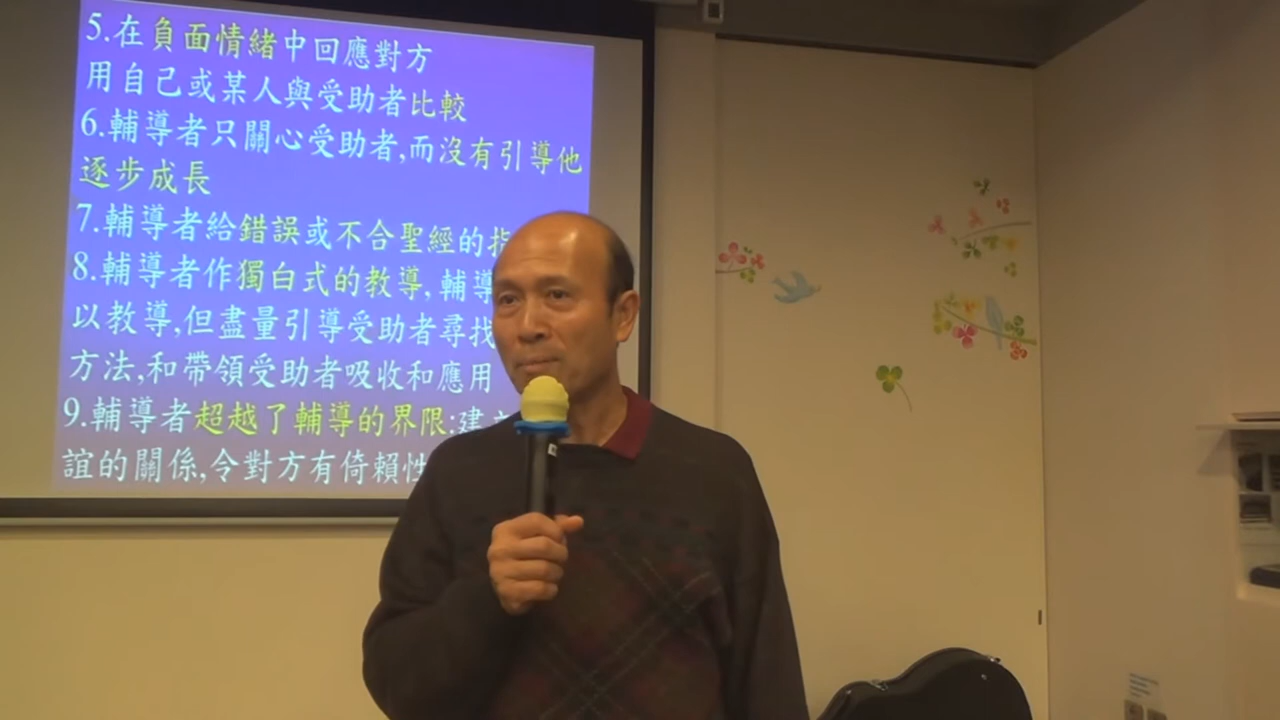 5.在負面情緒中回應對方
用自己或某人與受助者比較
6.輔導者只關心受助者,而沒有引導他
逐步成長
7.輔導者給錯誤或不合聖經的指
8.輔導者作獨白式的教導,輔導
以教導,但盡量引導受助者尋找
方法,和帶領受助者吸收和應用
9.輔導者超越了輔導的界限:建
誼的關係,令對方有倚賴性